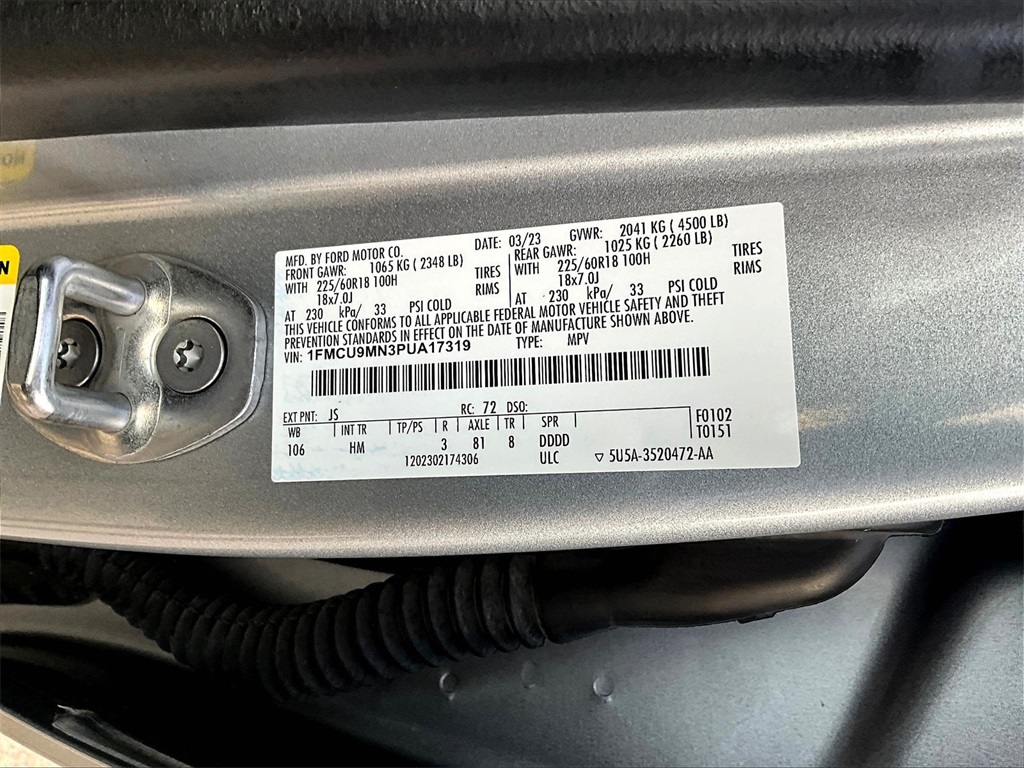 MFD. BY FORD MOTOR CO.
DATE: 03/23 GVWR: 2041 KG ( 4500 LB)
FRONT GAWR: 1065 KG ( 2348 LB)
REAR GAWR: 1025 KG ( 2260 LB)
WITH 225/60R18 100H TIRES
WITH 225/60R18 100H TIRES
18x7.0J RIMS
18x7.0J RIMS
AT 230 kPa/ 33 PSI COLD
AT 230 kPa/ 33 PSI COLD
THIS VEHICLE CONFORMS TO ALL APPLICABLE FEDERAL MOTOR VEHICLE SAFETY AND THEFT
PREVENTION STANDARDS IN EFFECT ON THE DATE OF MANUFACTURE SHOWN ABOVE.
VIN: 1FMCU9MN3PUA17319 TYPE: MPV
EXT PNT: JS RC: 72 DSO:
WB INT TR TP/PS R AXLE TR SPR F0102
106 HM 3 81 8 DDDD T0151
1202302174306 ULC ▽ 5U5A-3520472-AA